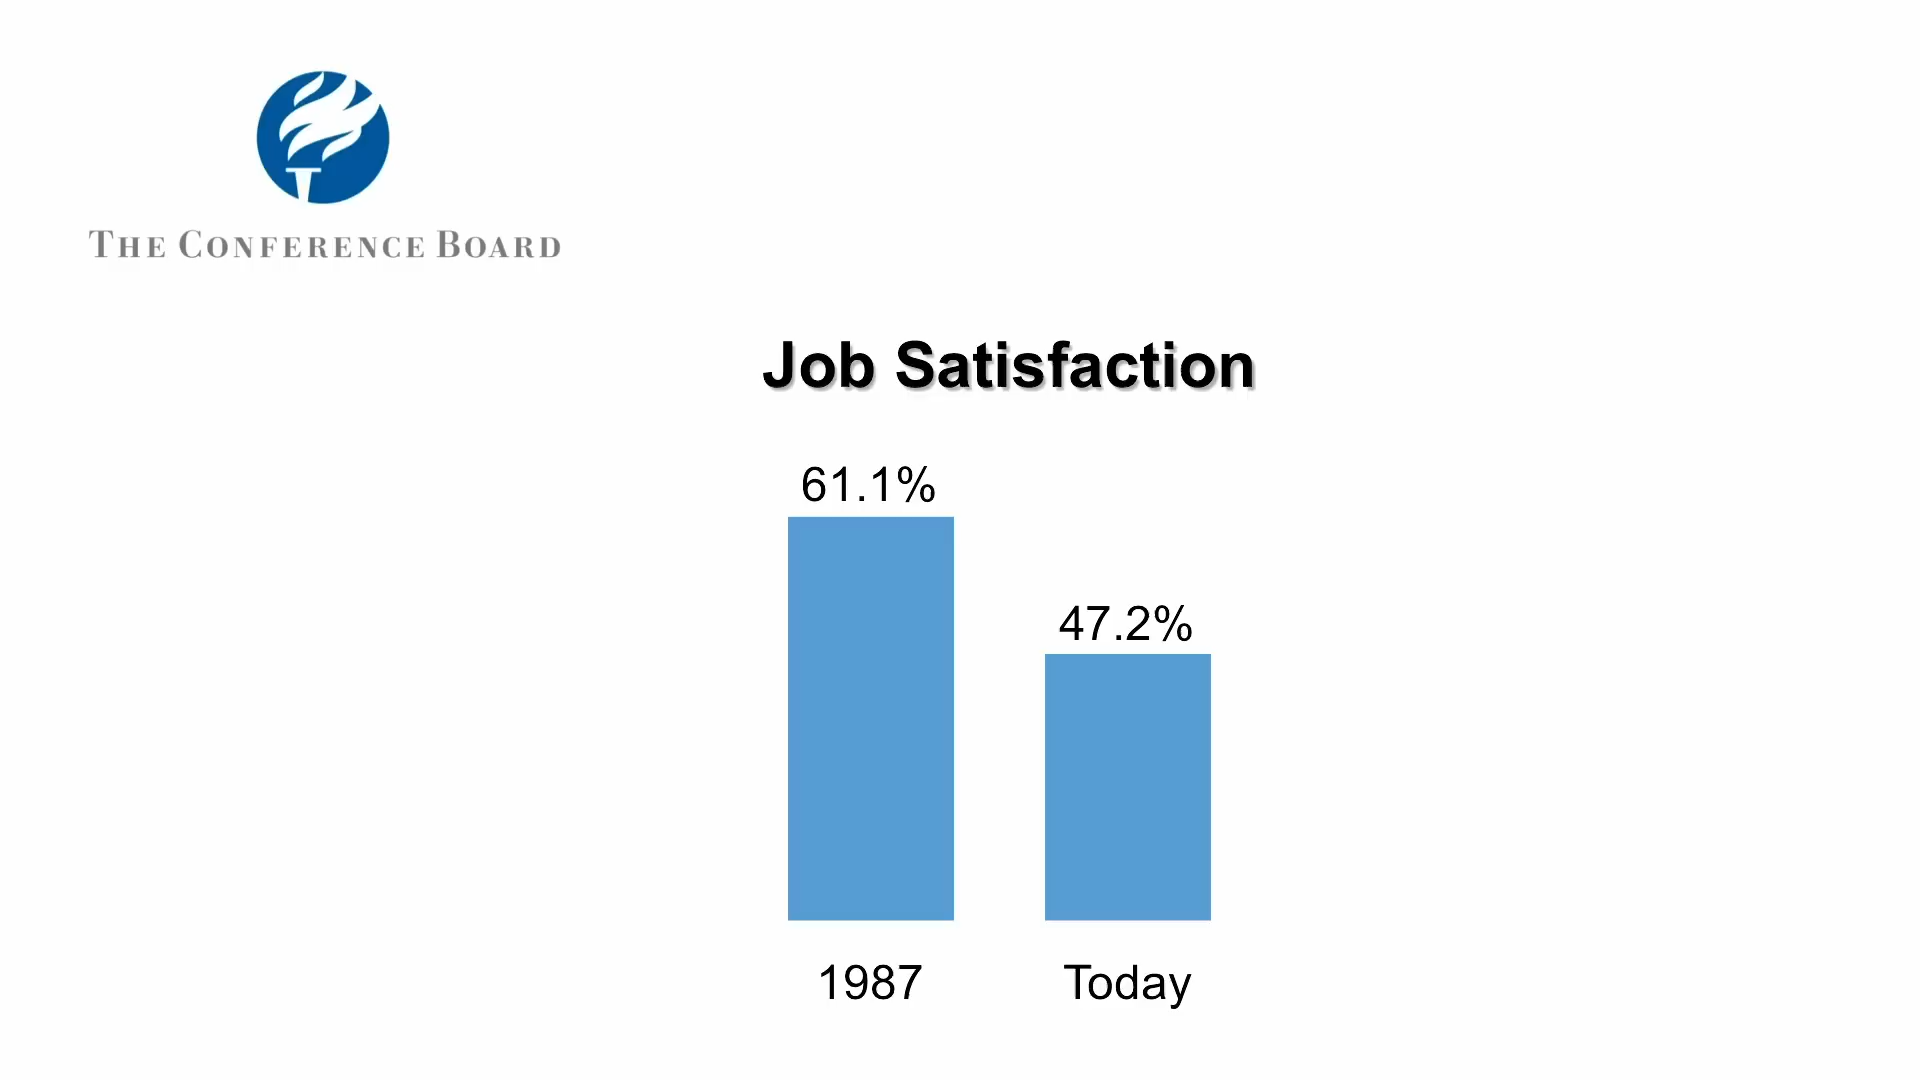 THE CONFERENCE BOARD
Job Satisfaction
61.1%
47.2%
1987
Today